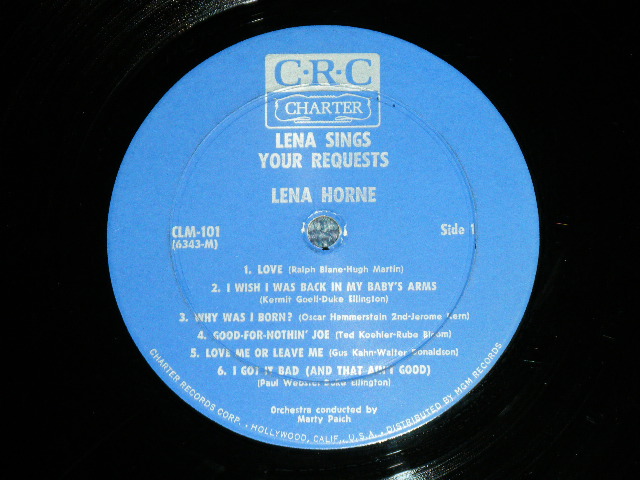 C·R·C
CHARTER
LENA SINGS
YOUR REQUESTS
LENA HORNE
CLM-101
(6343-M)
Side 1
1. LOVE (Ralph Blane-Hugh Martin)
2. I WISH I WAS BACK IN MY BABY'S ARMS
(Kermit Goell-Duke Ellington)
3. WHY WAS I BORN? (Oscar Hammerstein 2nd-Jerome Kern)
4. GOOD-FOR-NOTHIN' JOE (Ted Koehler-Rube Bloom)
5. LOVE ME OR LEAVE ME (Gus Kahn-Walter Donaldson)
6. I GOT IT BAD (AND THAT AIN'T GOOD)
(Paul Webster-Duke Ellington)
Orchestra conducted by
Marty Paich
CHARTER RECORDS CORP. • HOLLYWOOD, CALIF., U.S.A. • DISTRIBUTED BY MGM RECORDS